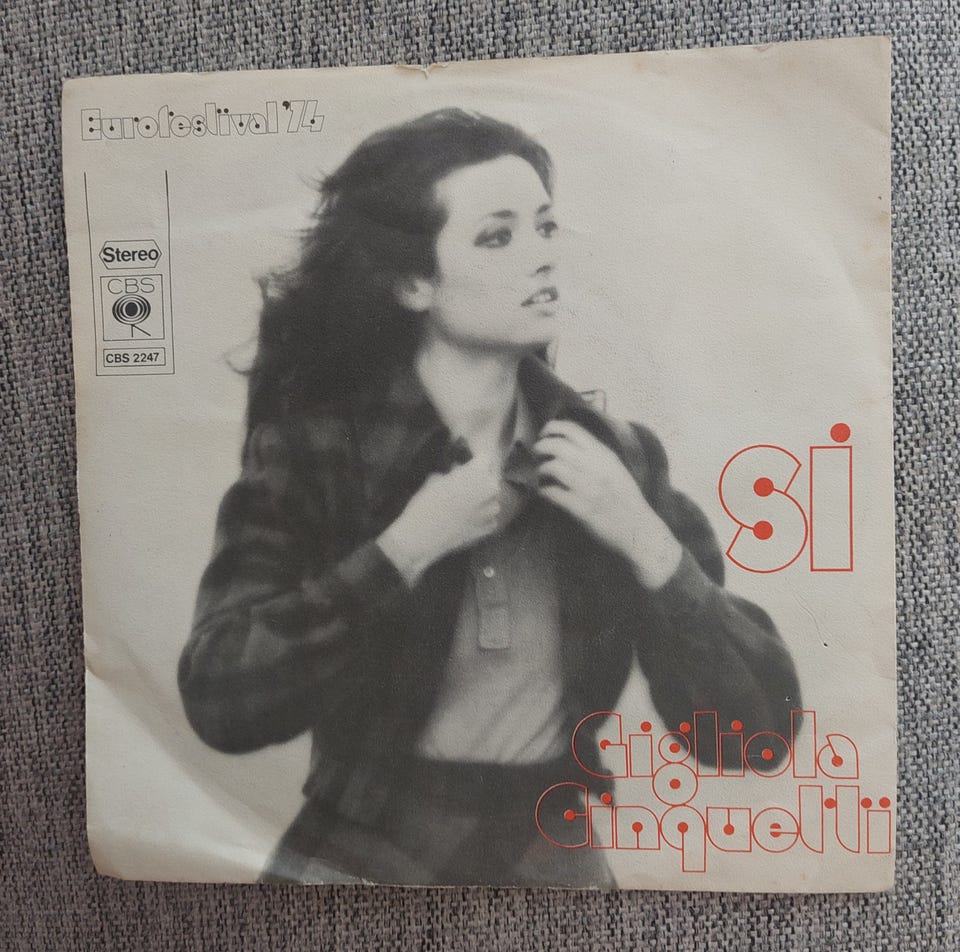 Eurofestival '74
Stereo
CBS
CBS 2247
Si
Gigliola
Cinquetti